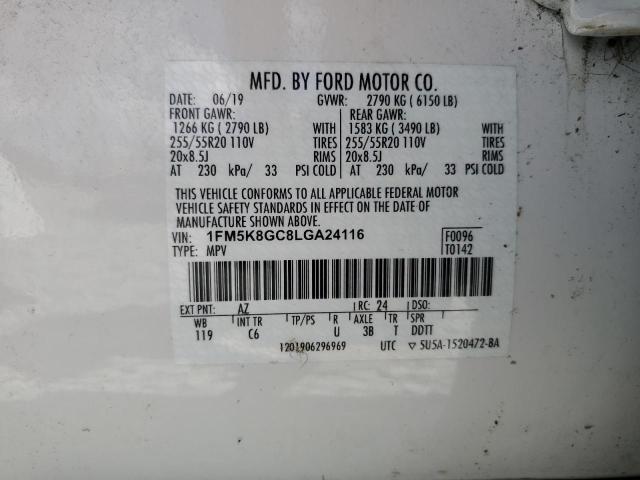 MFD. BY FORD MOTOR CO.
DATE: 06/19 GVWR: 2790 KG ( 6150 LB)
FRONT GAWR: REAR GAWR:
1266 KG ( 2790 LB) WITH 1583 KG ( 3490 LB) WITH
255/55R20 110V TIRES 255/55R20 110V TIRES
20x8.5J RIMS 20x8.5J RIMS
AT 230 kPa/ 33 PSI COLD AT 230 kPa/ 33 PSI COLD
THIS VEHICLE CONFORMS TO ALL APPLICABLE FEDERAL MOTOR
VEHICLE SAFETY STANDARDS IN EFFECT ON THE DATE OF
MANUFACTURE SHOWN ABOVE.
VIN: 1FM5K8GC8LGA24116 F0096
TYPE: MPV T0142
EXT PNT: AZ RC: 24 DSO:
WB INT TR TP/PS R AXLE TR SPR
119 C6 U 3B T DDTT
1201906296969 UTC ▽ 5U5A-1520472-BA